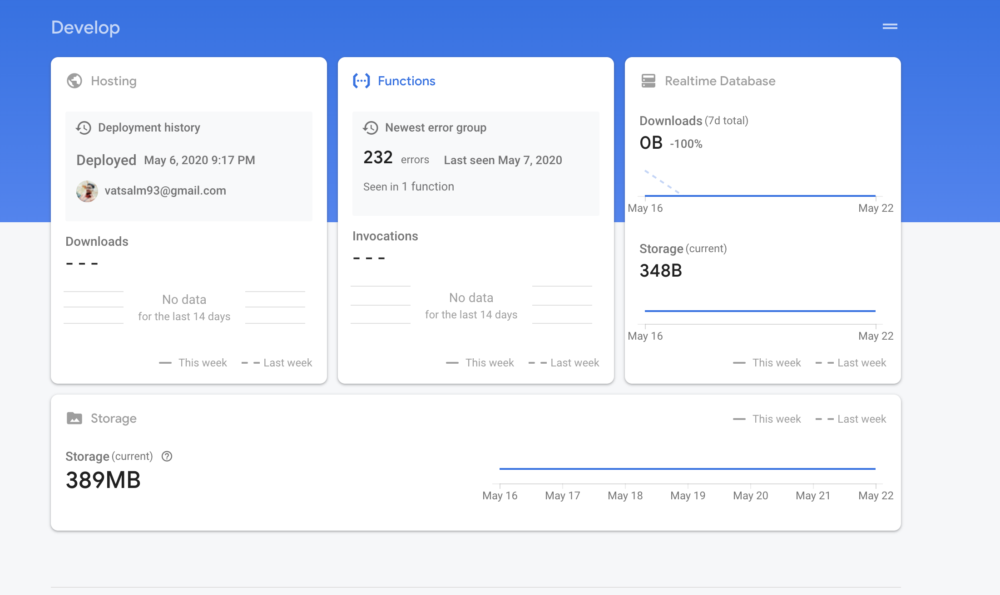 Develop
Hosting
Deployment history
Deployed May 6, 2020 9:17 PM
vatsalm93@gmail.com
Downloads
---
No data
for the last 14 days
This week Last week
Functions
Newest error group
232 errors Last seen May 7, 2020
Seen in 1 function
Invocations
---
No data
for the last 14 days
This week Last week
Realtime Database
Downloads (7d total)
0B -100%
May 16 May 22
Storage (current)
348B
May 16 May 22
This week Last week
Storage
This week Last week
Storage (current)
389MB
May 16 May 17 May 18 May 19 May 20 May 21 May 22